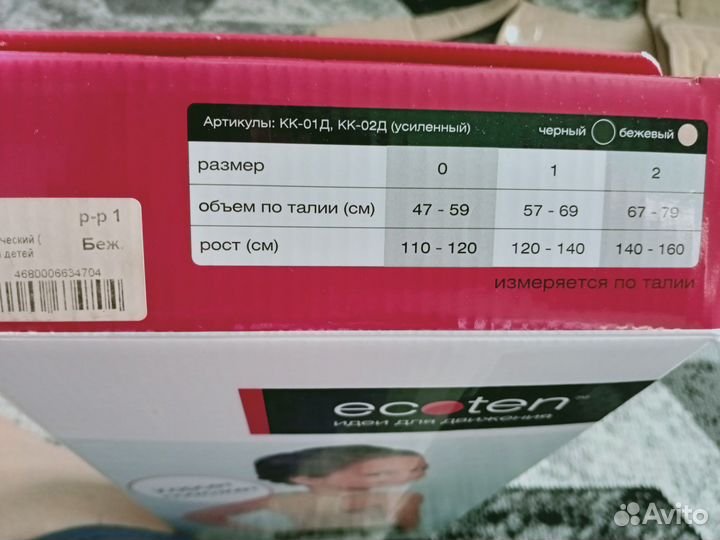 Артикулы: КК-01Д, КК-02Д (усиленный) черный бежевый
размер 0 1 2
объем по талии (см) 47 - 59 57 - 69 67 - 79
рост (см) 110 - 120 120 - 140 140 - 160
измеряется по талии
р-р 1
ческий (
Беж.
детей
4680006634704
ecoten
идеи для движения
Avito